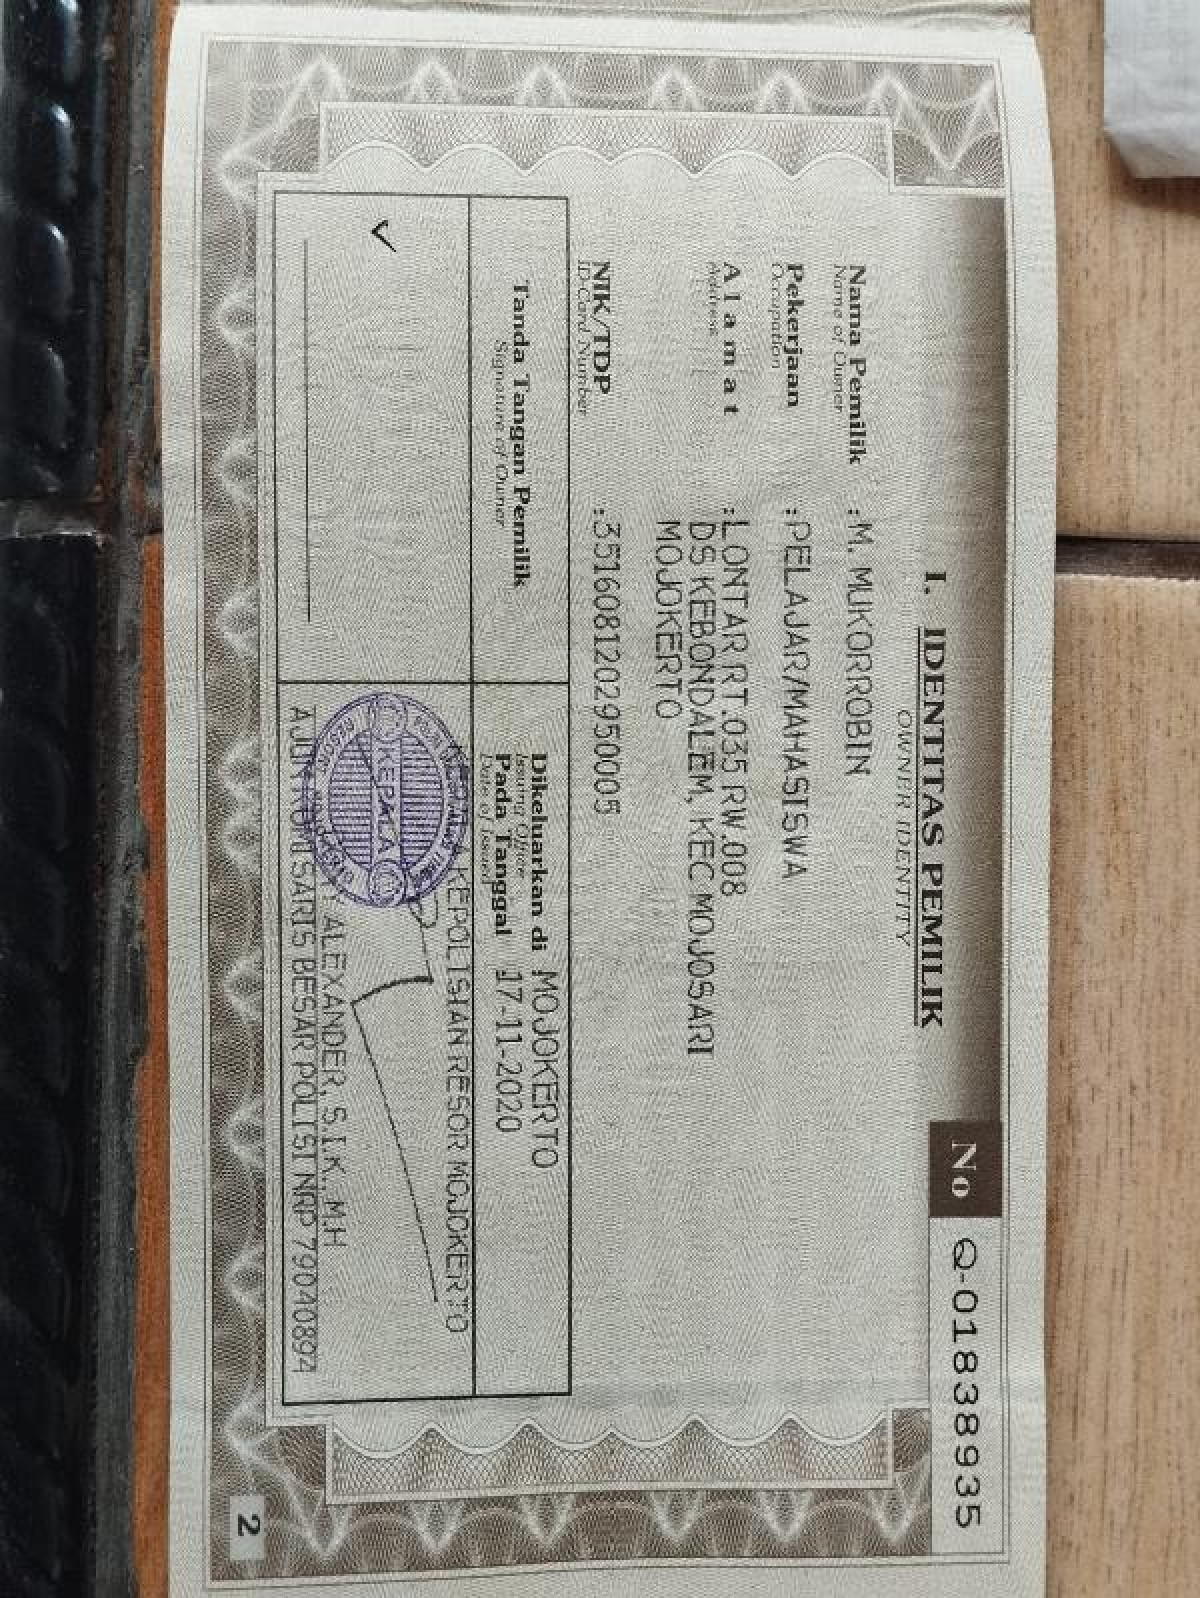 No Q-01838935
I. IDENTITAS PEMILIK
OWNER IDENTITY
Nama Pemilik : M. MUKORROBIN
Name of Owner
Pekerjaan : PELAJAR/MAHASISWA
Occupation
A l a m a t : LONTAR RT.035 RW.008
Address
DS KEBONDALEM, KEC MOJOSARI
MOJOKERTO
NIK/TDP : 3516081202950005
ID Card Number
Tanda Tangan Pemilik
Signature of Owner
Dikeluarkan di MOJOKERTO
Issuing Office
Pada Tanggal 17-11-2020
Date of Issued
KEPOLISIAN RESOR MOJOKERTO
KEPALA
ALEXANDER, S.I.K., M.H
AJUN KOMISARIS BESAR POLISI NRP 79040894
2